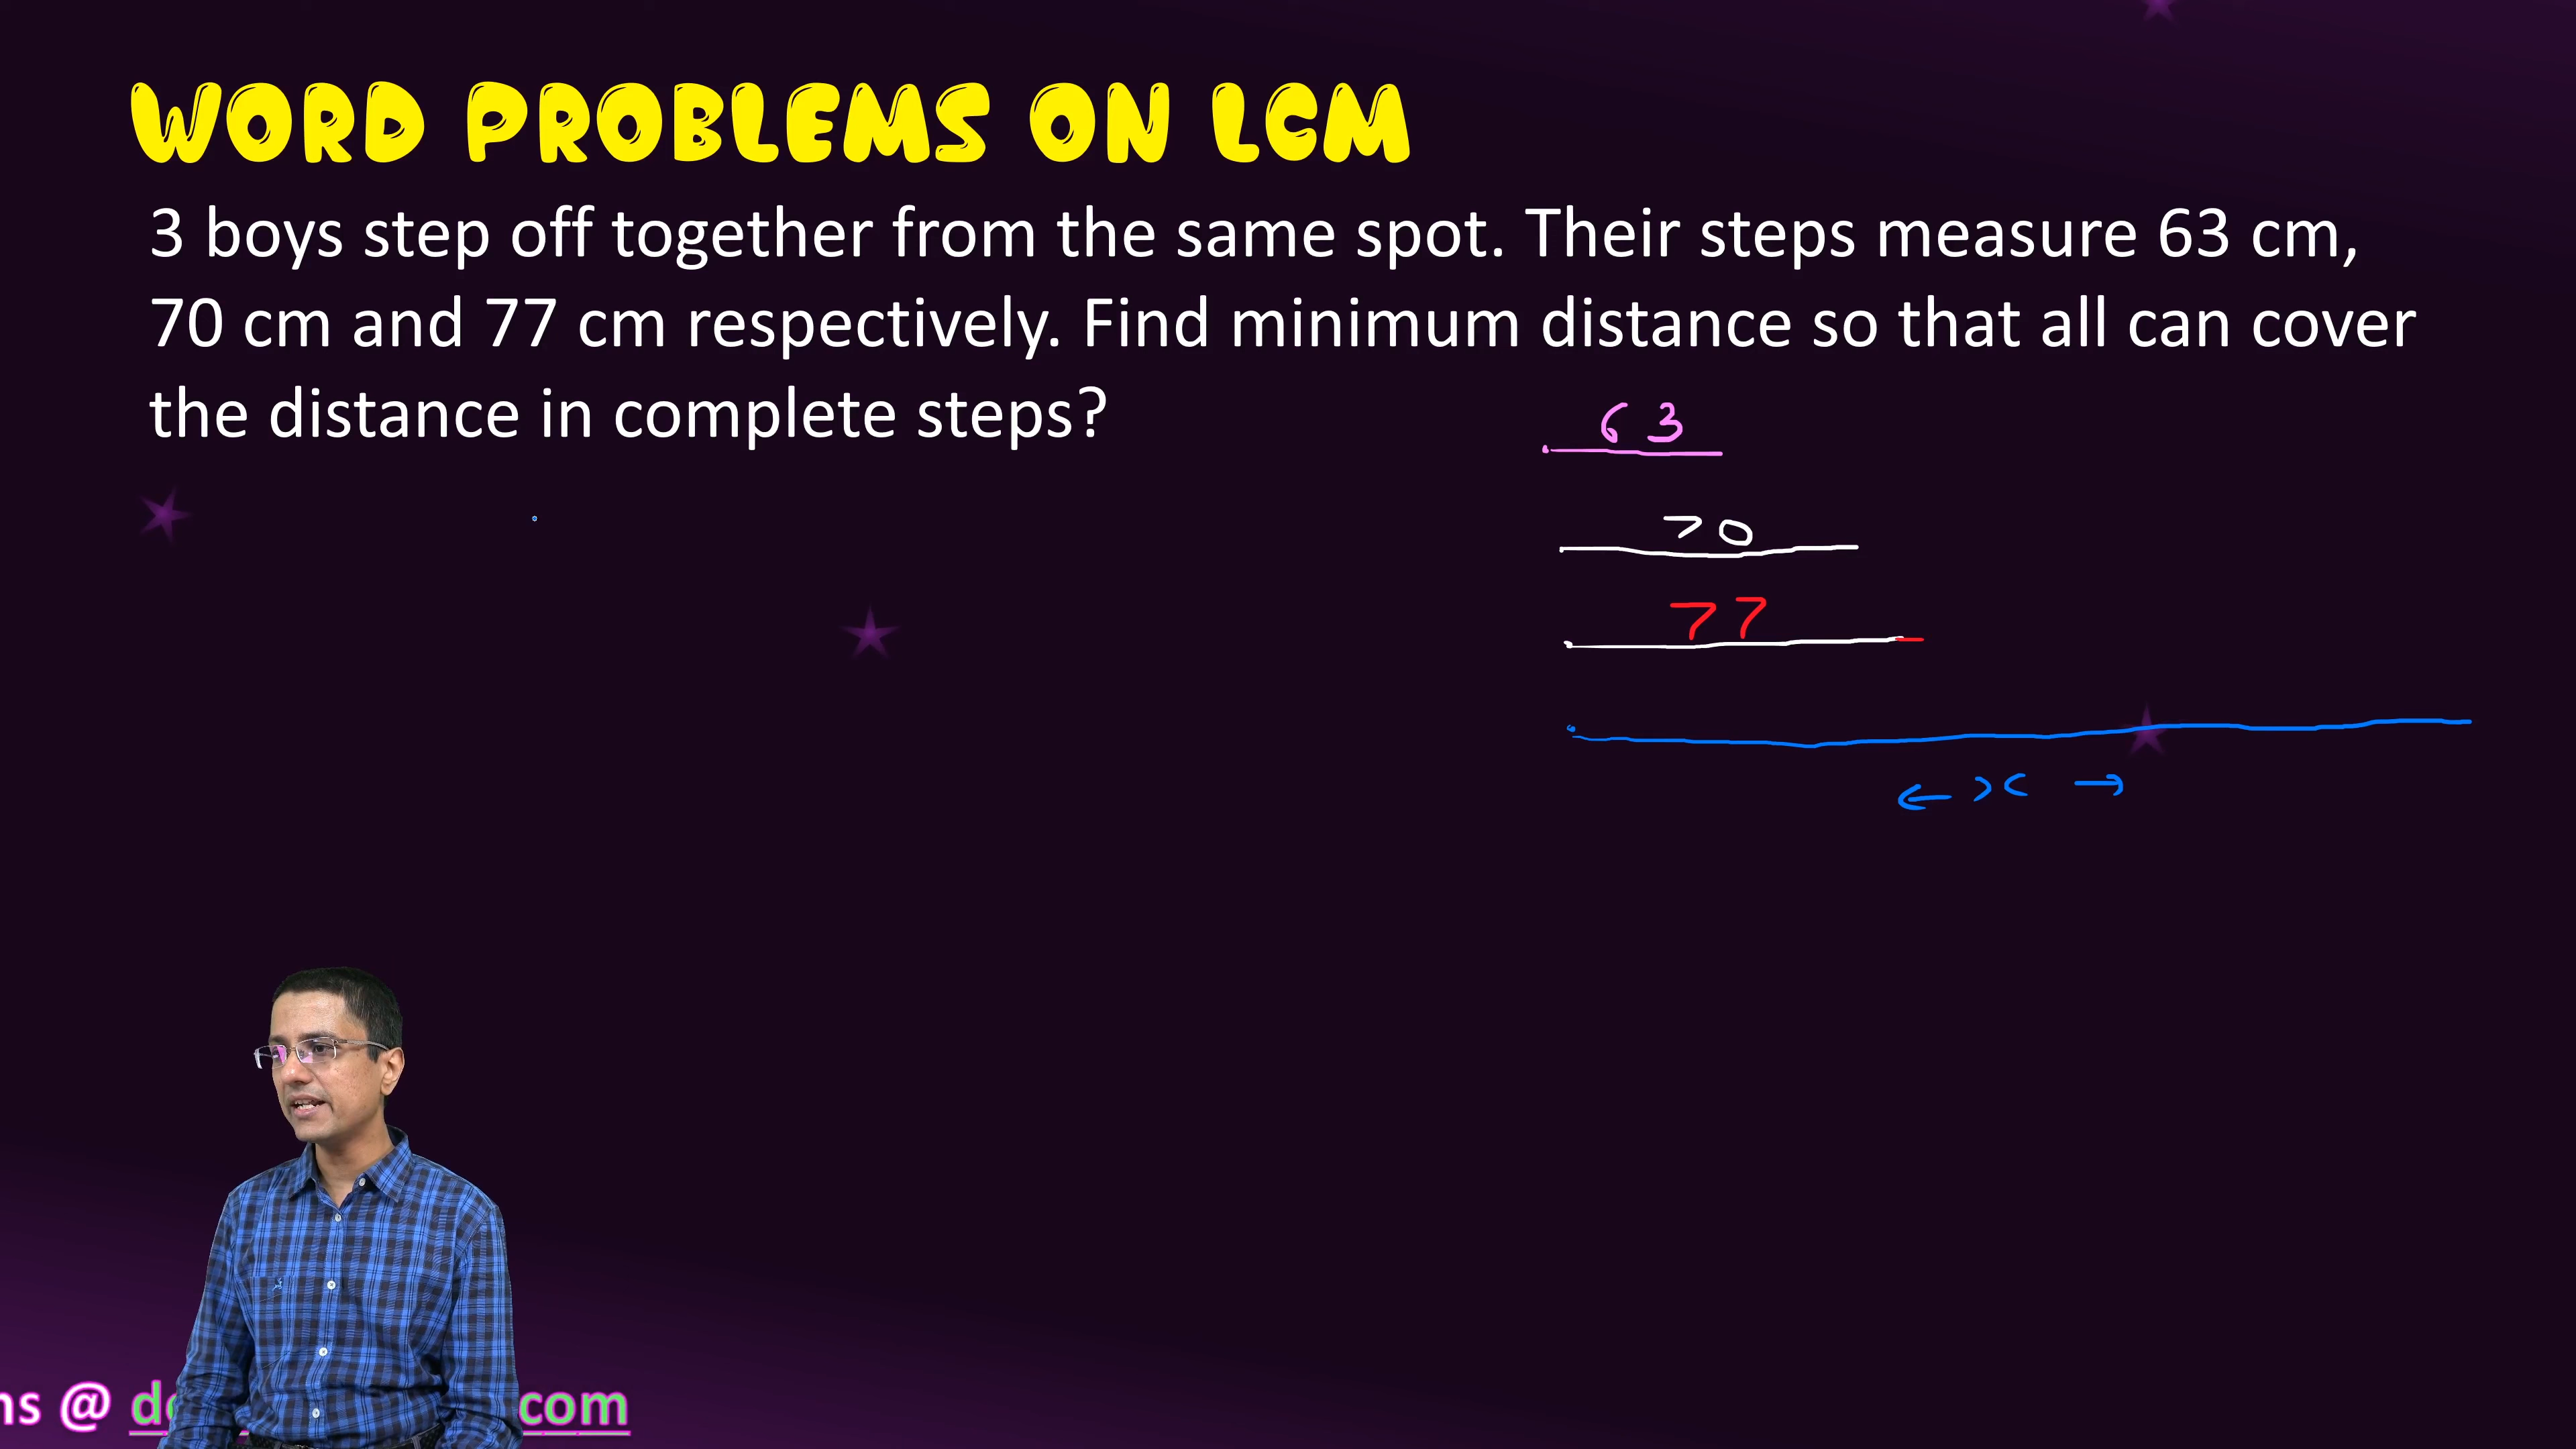 WORD PROBLEMS ON LCM
3 boys step off together from the same spot. Their steps measure 63 cm,
70 cm and 77 cm respectively. Find minimum distance so that all can cover
the distance in complete steps?
63
70
77
← x →
@ com